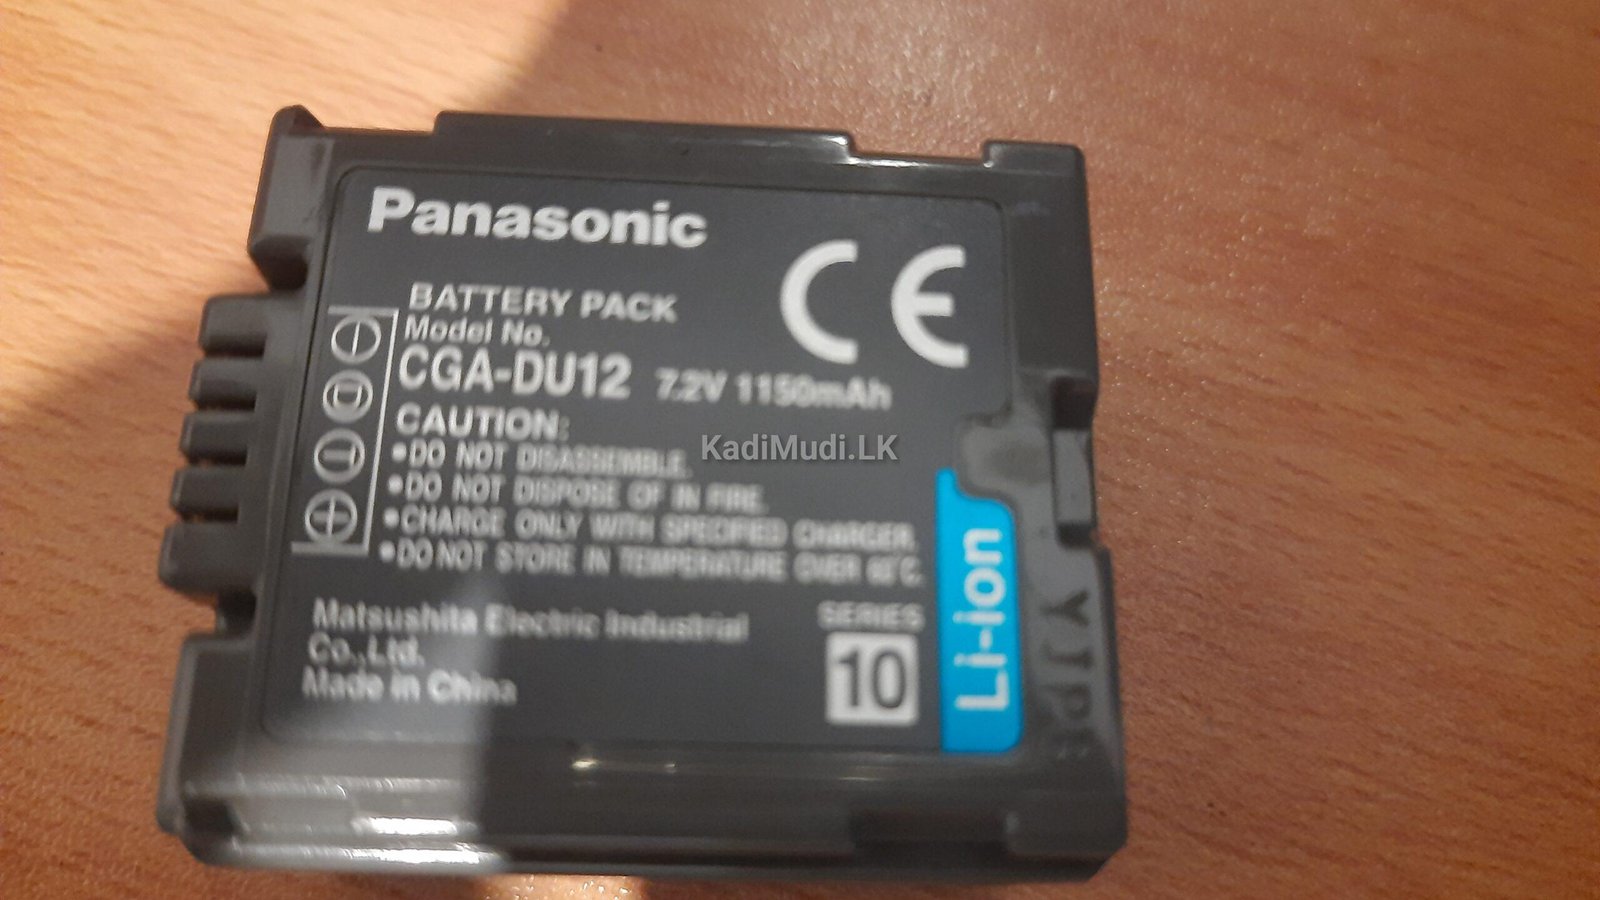 Panasonic
CE
BATTERY PACK
Model No.
CGA-DU12 7.2V 1150mAh
CAUTION:
•DO NOT DISASSEMBLE.
•DO NOT DISPOSE OF IN FIRE.
•CHARGE ONLY WITH SPECIFIED CHARGER.
•DO NOT STORE IN TEMPERATURE OVER 60°C.
KadiMudi.LK
Matsushita Electric Industrial
Co.,Ltd.
Made in China
SERIES
10
Li-ion